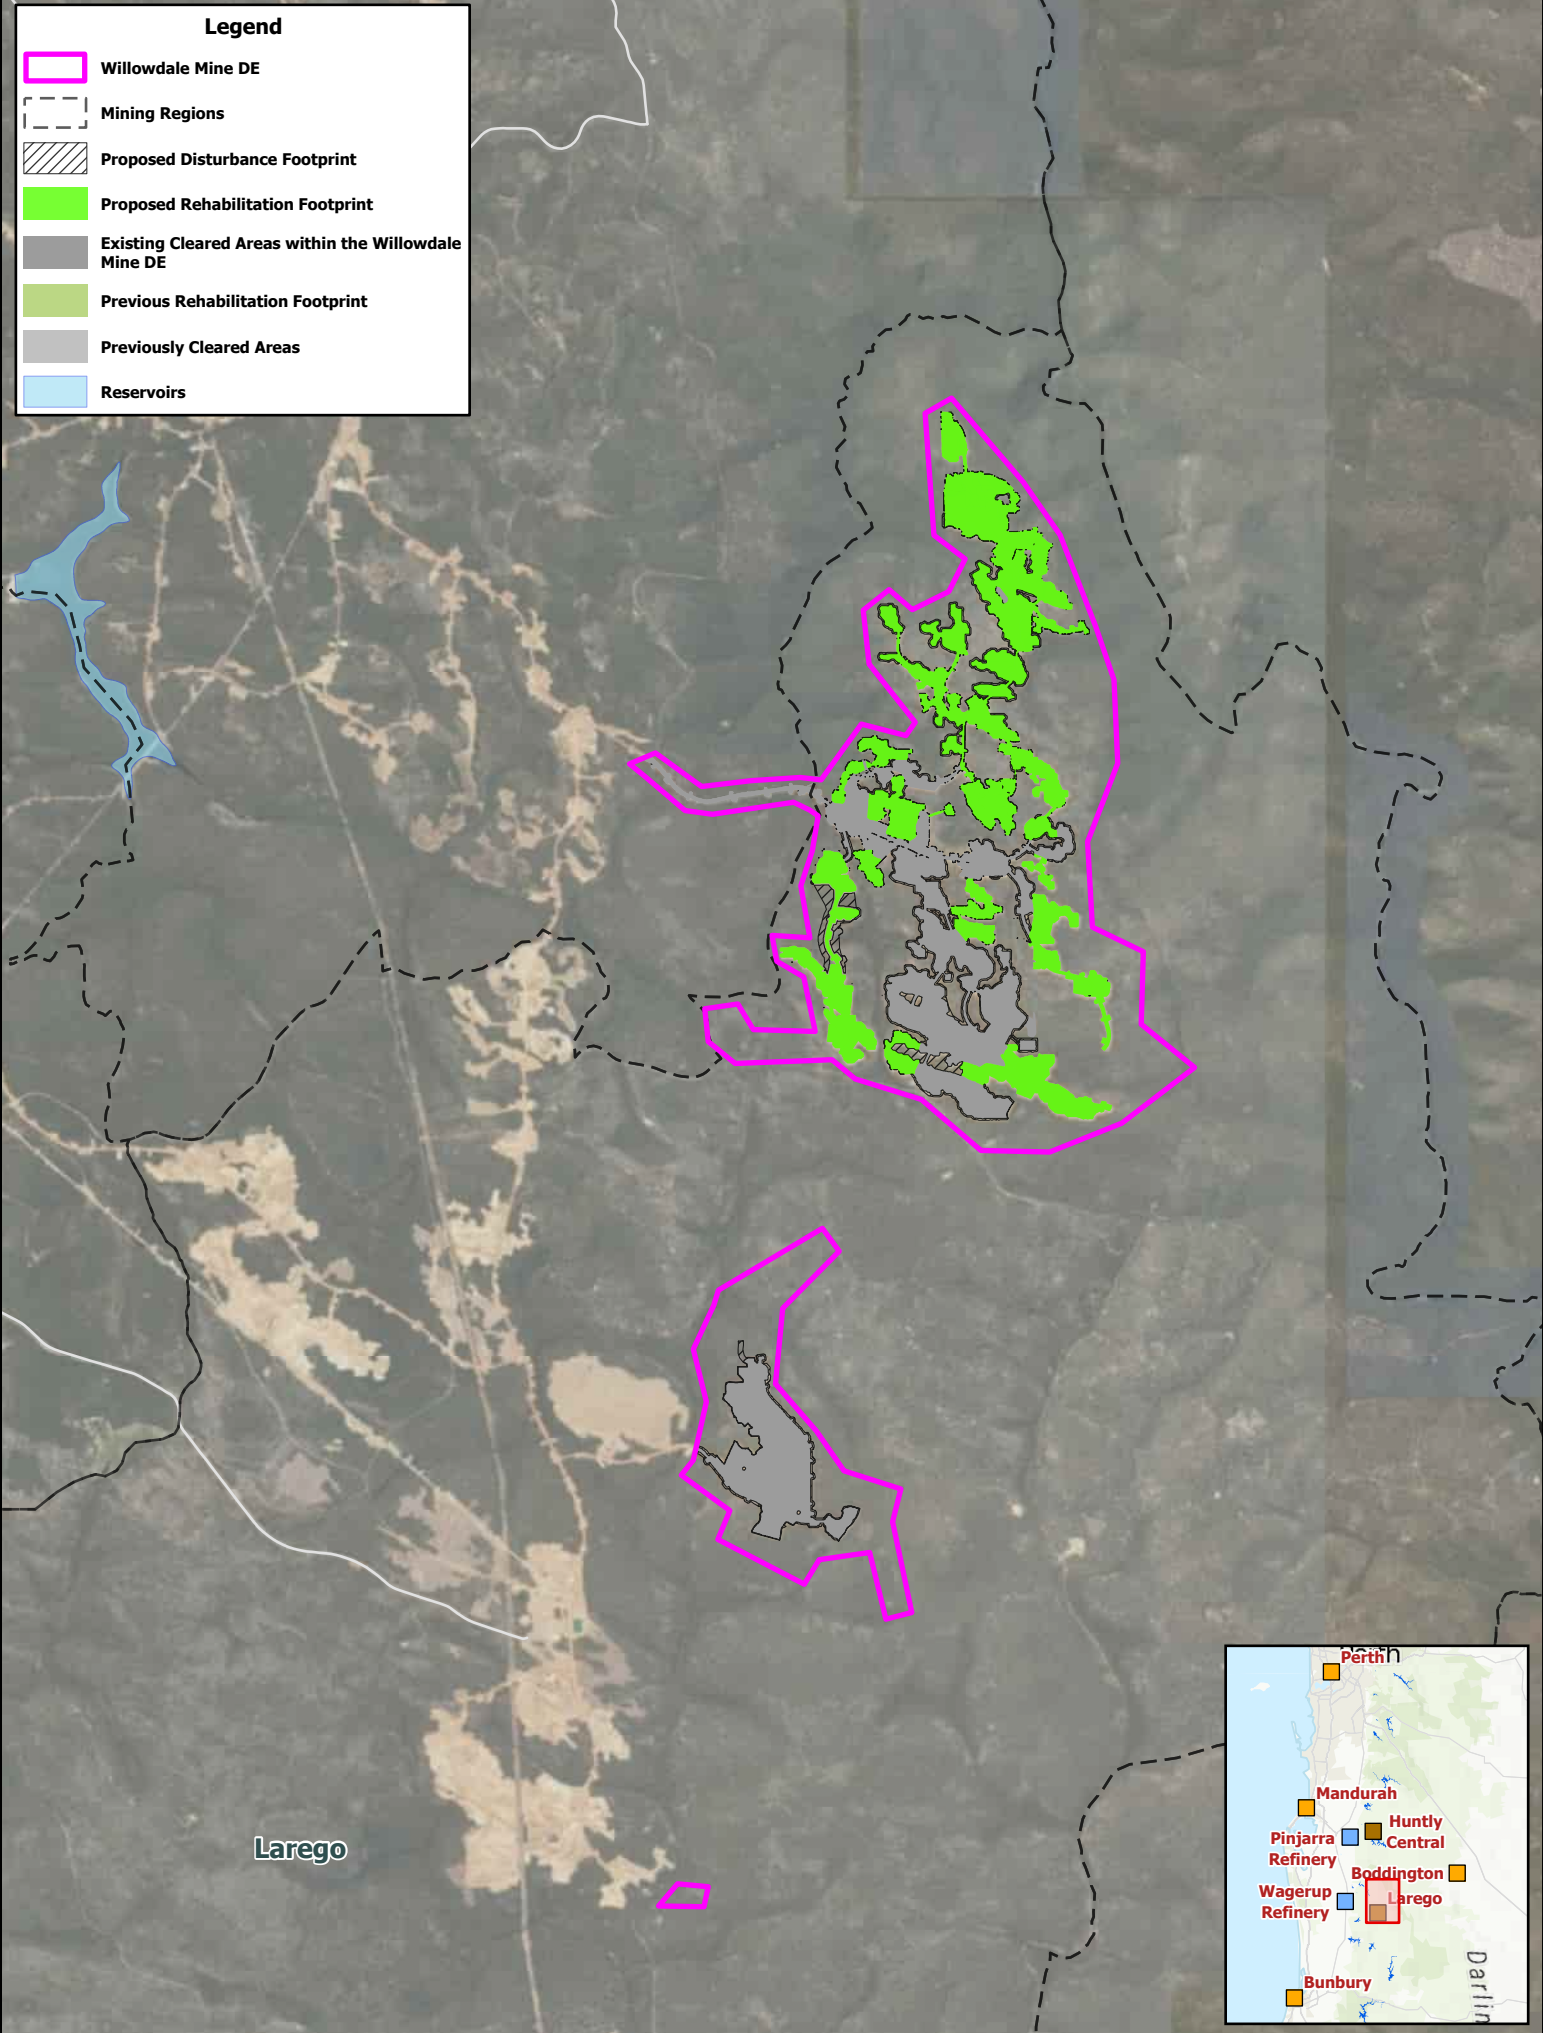 Legend
Willowdale Mine DE
Mining Regions
Proposed Disturbance Footprint
Proposed Rehabilitation Footprint
Existing Cleared Areas within the Willowdale
Mine DE
Previous Rehabilitation Footprint
Previously Cleared Areas
Reservoirs
Larego
Perth
Mandurah
Huntly
Central
Pinjarra
Refinery
Boddington
Wagerup
Refinery
Larego
Bunbury
Darlin